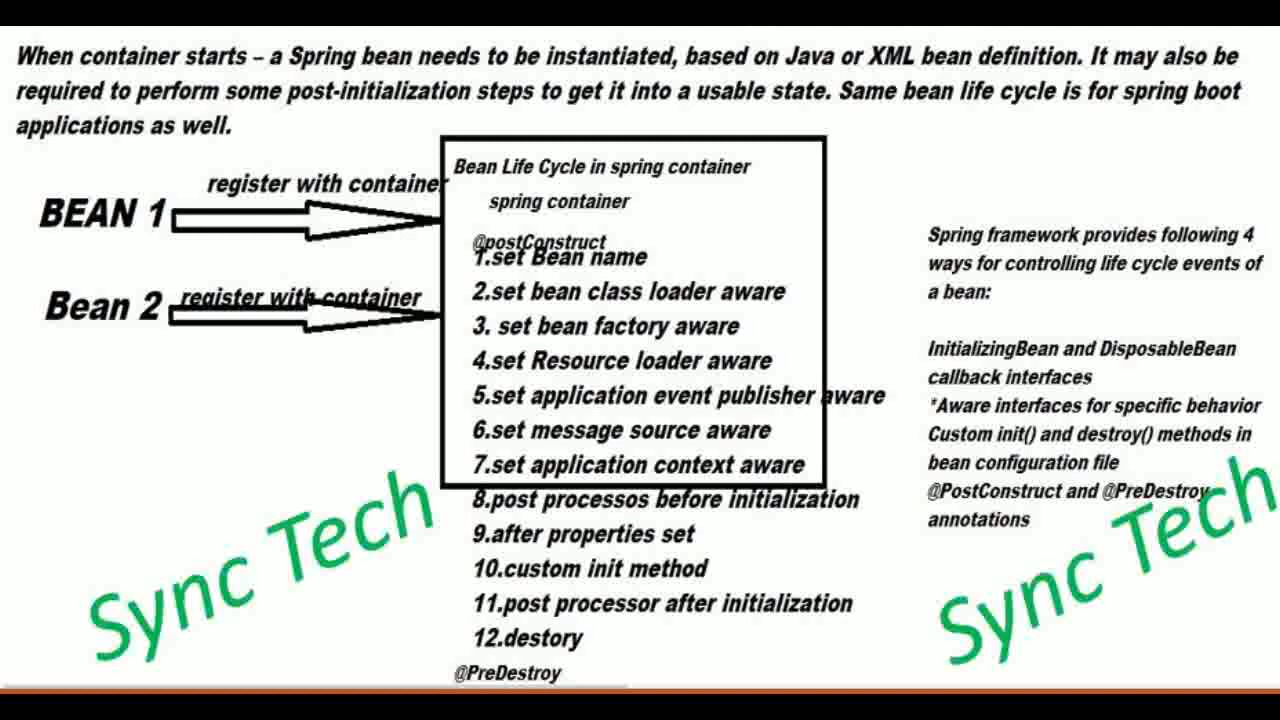 When container starts – a Spring bean needs to be instantiated, based on Java or XML bean definition. It may also be
required to perform some post-initialization steps to get it into a usable state. Same bean life cycle is for spring boot
applications as well.
BEAN 1
register with container
Bean 2
register with container
Bean Life Cycle in spring container
spring container
@postConstruct
1.set Bean name
2.set bean class loader aware
3. set bean factory aware
4.set Resource loader aware
5.set application event publisher aware
6.set message source aware
7.set application context aware
8.post processos before initialization
9.after properties set
10.custom init method
11.post processor after initialization
12.destory
@PreDestroy
Spring framework provides following 4
ways for controlling life cycle events of
a bean:
InitializingBean and DisposableBean
callback interfaces
*Aware interfaces for specific behavior
Custom init() and destroy() methods in
bean configuration file
@PostConstruct and @PreDestroy
annotations
Sync Tech
Sync Tech